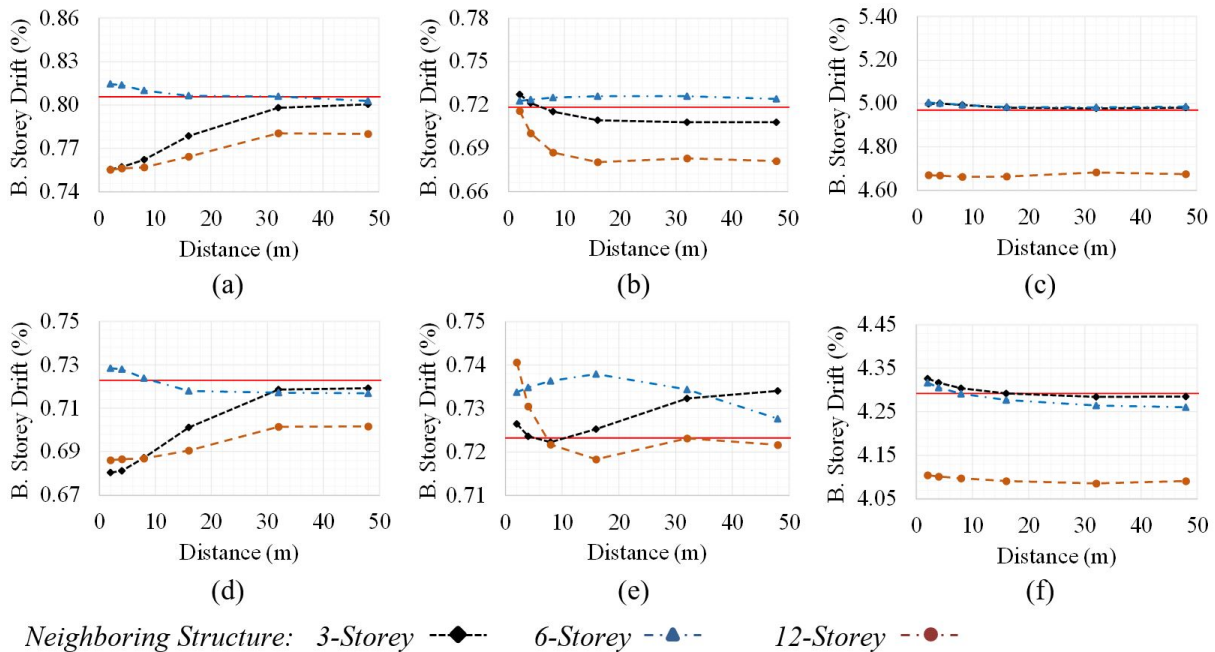 B. Storey Drift (%)
0.86
0.83
0.80
0.77
0.74
0 10 20 30 40 50
Distance (m)
(a)
B. Storey Drift (%)
0.78
0.75
0.72
0.69
0.66
0 10 20 30 40 50
Distance (m)
(b)
B. Storey Drift (%)
5.40
5.20
5.00
4.80
4.60
0 10 20 30 40 50
Distance (m)
(c)
B. Storey Drift (%)
0.75
0.73
0.71
0.69
0.67
0 10 20 30 40 50
Distance (m)
(d)
B. Storey Drift (%)
0.75
0.74
0.73
0.72
0.71
0 10 20 30 40 50
Distance (m)
(e)
B. Storey Drift (%)
4.45
4.35
4.25
4.15
4.05
0 10 20 30 40 50
Distance (m)
(f)
Neighboring Structure: 3-Storey 6-Storey 12-Storey